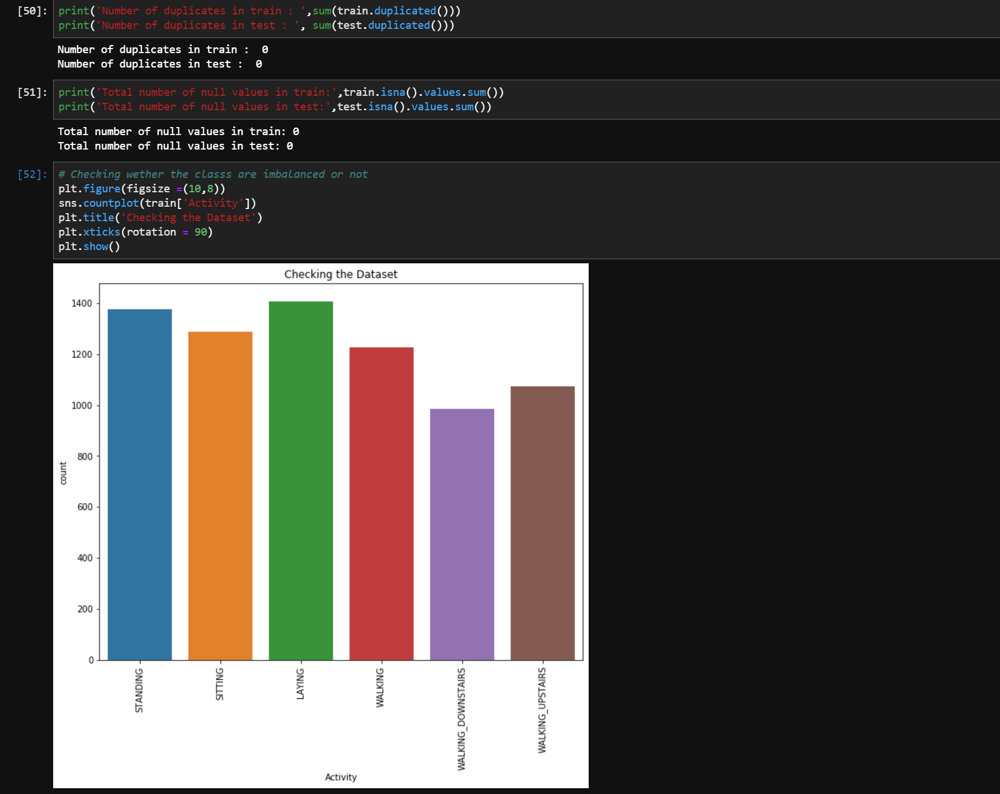 [50]: print('Number of duplicates in train : ',sum(train.duplicated()))
print('Number of duplicates in test : ', sum(test.duplicated()))
Number of duplicates in train :  0
Number of duplicates in test :  0
[51]: print('Total number of null values in train:',train.isna().values.sum())
print('Total number of null values in test:',test.isna().values.sum())
Total number of null values in train: 0
Total number of null values in test: 0
[52]: # Checking wether the classs are imbalanced or not
plt.figure(figsize =(10,8))
sns.countplot(train['Activity'])
plt.title('Checking the Dataset')
plt.xticks(rotation = 90)
plt.show()
Checking the Dataset
1400
1200
1000
800
600
400
200
0
count
STANDING
SITTING
LAYING
WALKING
WALKING_DOWNSTAIRS
WALKING_UPSTAIRS
Activity